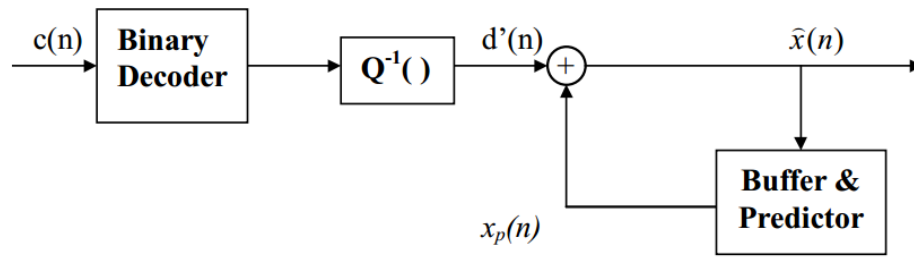 c(n)
Binary
Decoder
Q⁻¹( )
d’(n)
+
x̂(n)
Buffer &
Predictor
xₚ(n)